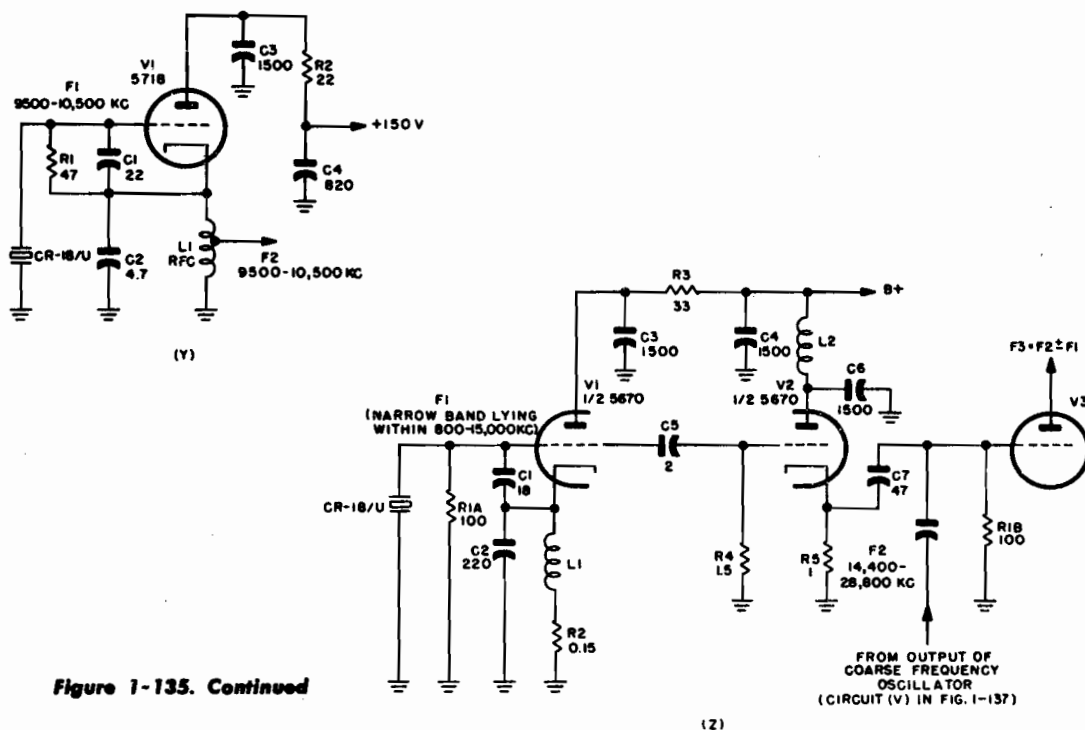 V1
5718
F1
9500-10,500 KC
C3
1500
R2
22
+150V
R1
47
C1
22
C4
820
CR-18/U
C2
4.7
L1
RFC
F2
9500-10,500 KC
(Y)
R3
33
B+
C3
1500
C4
1500
L2
C6
1500
F3=F2±F1
V1
1/2 5670
V2
1/2 5670
V3
F1
(NARROW BAND LYING
WITHIN 800-15,000KC)
C5
2
C1
18
C7
47
CR-18/U
R1A
100
C2
220
L1
R4
1.5
R5
1
F2
14,400-
28,800 KC
R1B
100
R2
0.15
FROM OUTPUT OF
COARSE FREQUENCY
OSCILLATOR
(CIRCUIT (V) IN FIG. 1-137)
Figure 1-135. Continued
(Z)